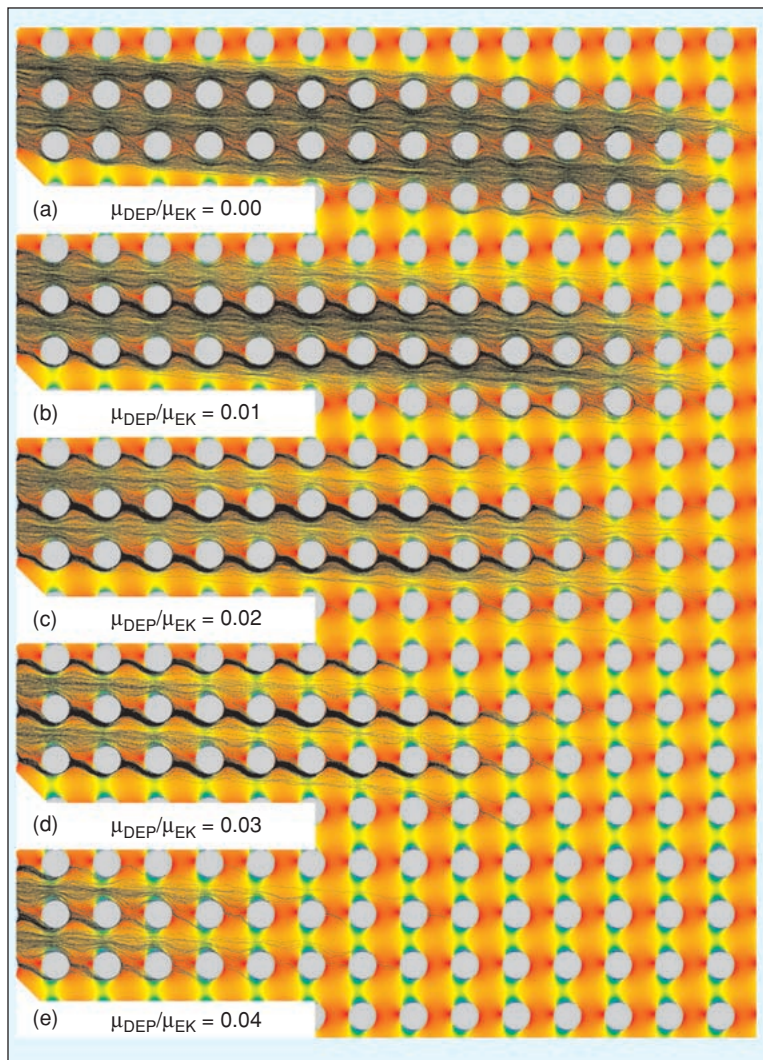 (a) μDEP/μEK = 0.00
(b) μDEP/μEK = 0.01
(c) μDEP/μEK = 0.02
(d) μDEP/μEK = 0.03
(e) μDEP/μEK = 0.04